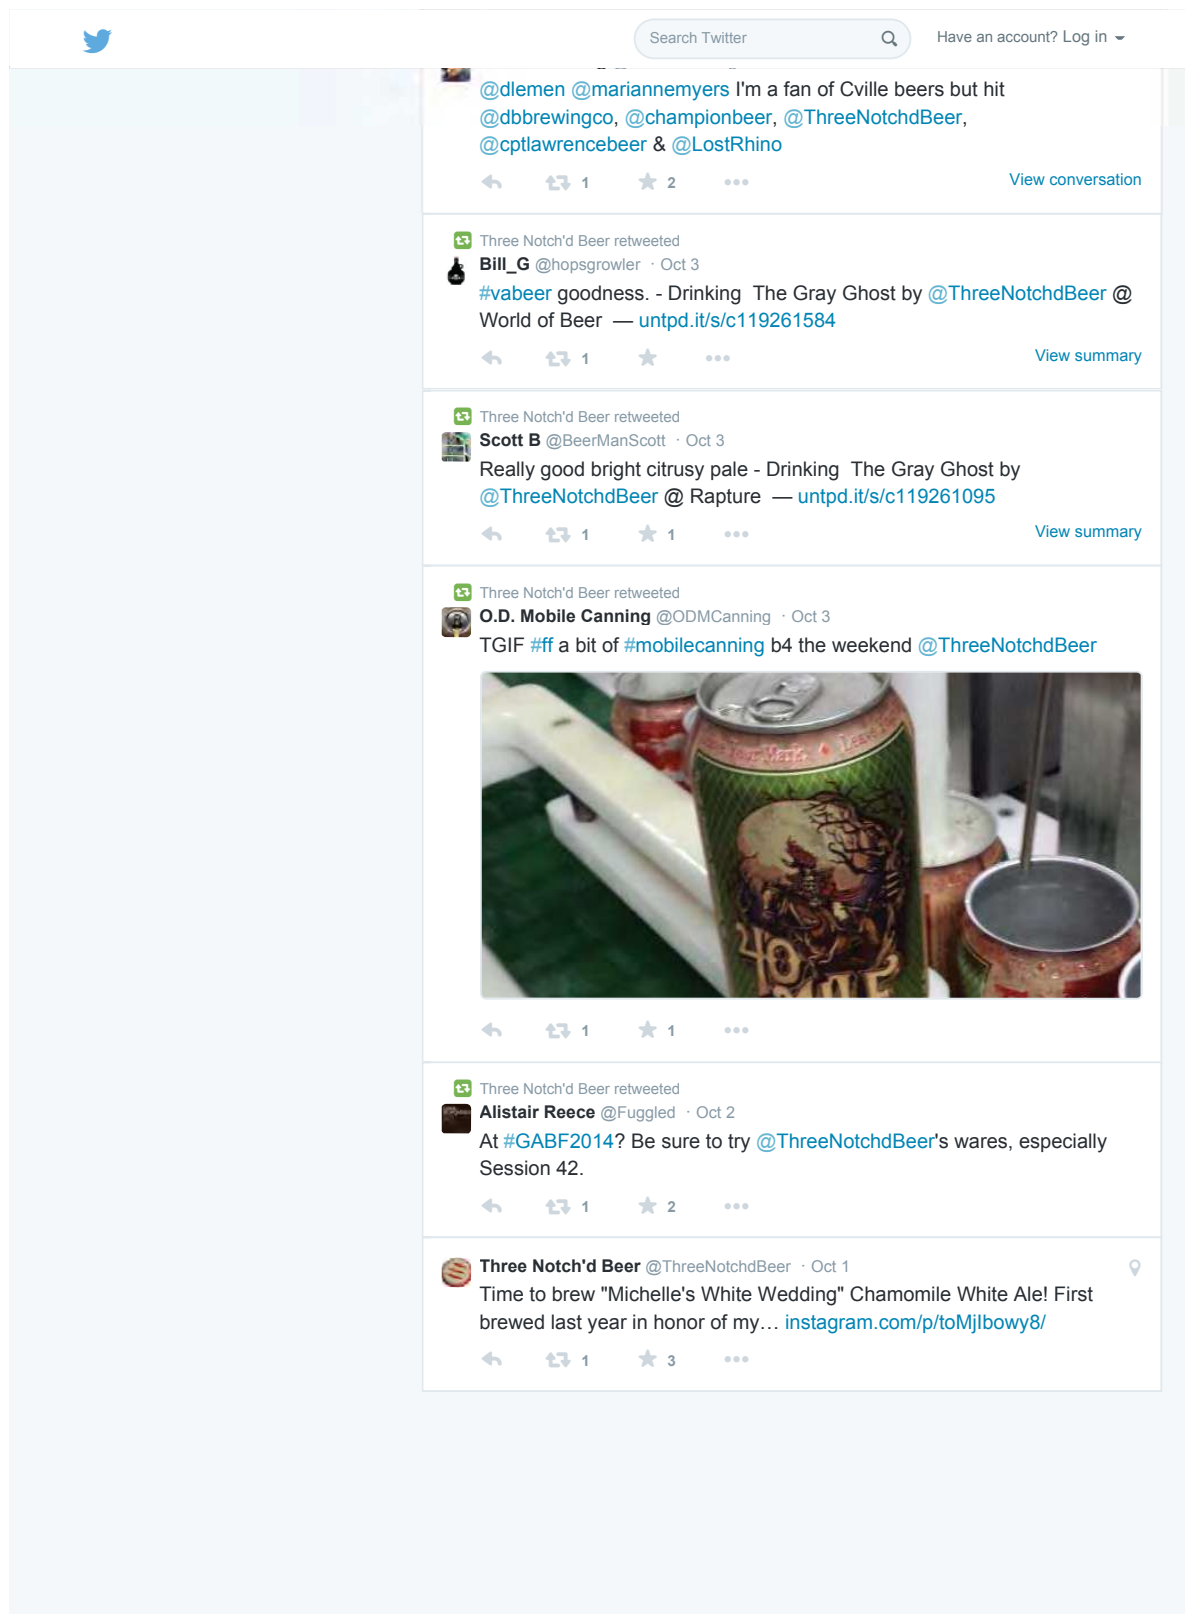 Search Twitter
Have an account? Log in
@dlemen @mariannemyers I'm a fan of Cville beers but hit
@dbbrewingco, @championbeer, @ThreeNotchdBeer,
@cptlawrencebeer & @LostRhino
1 2 View conversation
Three Notch'd Beer retweeted
Bill_G @hopsgrowler · Oct 3
#vabeer goodness. - Drinking The Gray Ghost by @ThreeNotchdBeer @
World of Beer — untpd.it/s/c119261584
1 View summary
Three Notch'd Beer retweeted
Scott B @BeerManScott · Oct 3
Really good bright citrusy pale - Drinking The Gray Ghost by
@ThreeNotchdBeer @ Rapture — untpd.it/s/c119261095
1 1 View summary
Three Notch'd Beer retweeted
O.D. Mobile Canning @ODMCanning · Oct 3
TGIF #ff a bit of #mobilecanning b4 the weekend @ThreeNotchdBeer
Your Mark Leave
40
MILE
1 1
Three Notch'd Beer retweeted
Alistair Reece @Fuggled · Oct 2
At #GABF2014? Be sure to try @ThreeNotchdBeer's wares, especially
Session 42.
1 2
Three Notch'd Beer @ThreeNotchdBeer · Oct 1
Time to brew "Michelle's White Wedding" Chamomile White Ale! First
brewed last year in honor of my… instagram.com/p/toMjIbowy8/
1 3